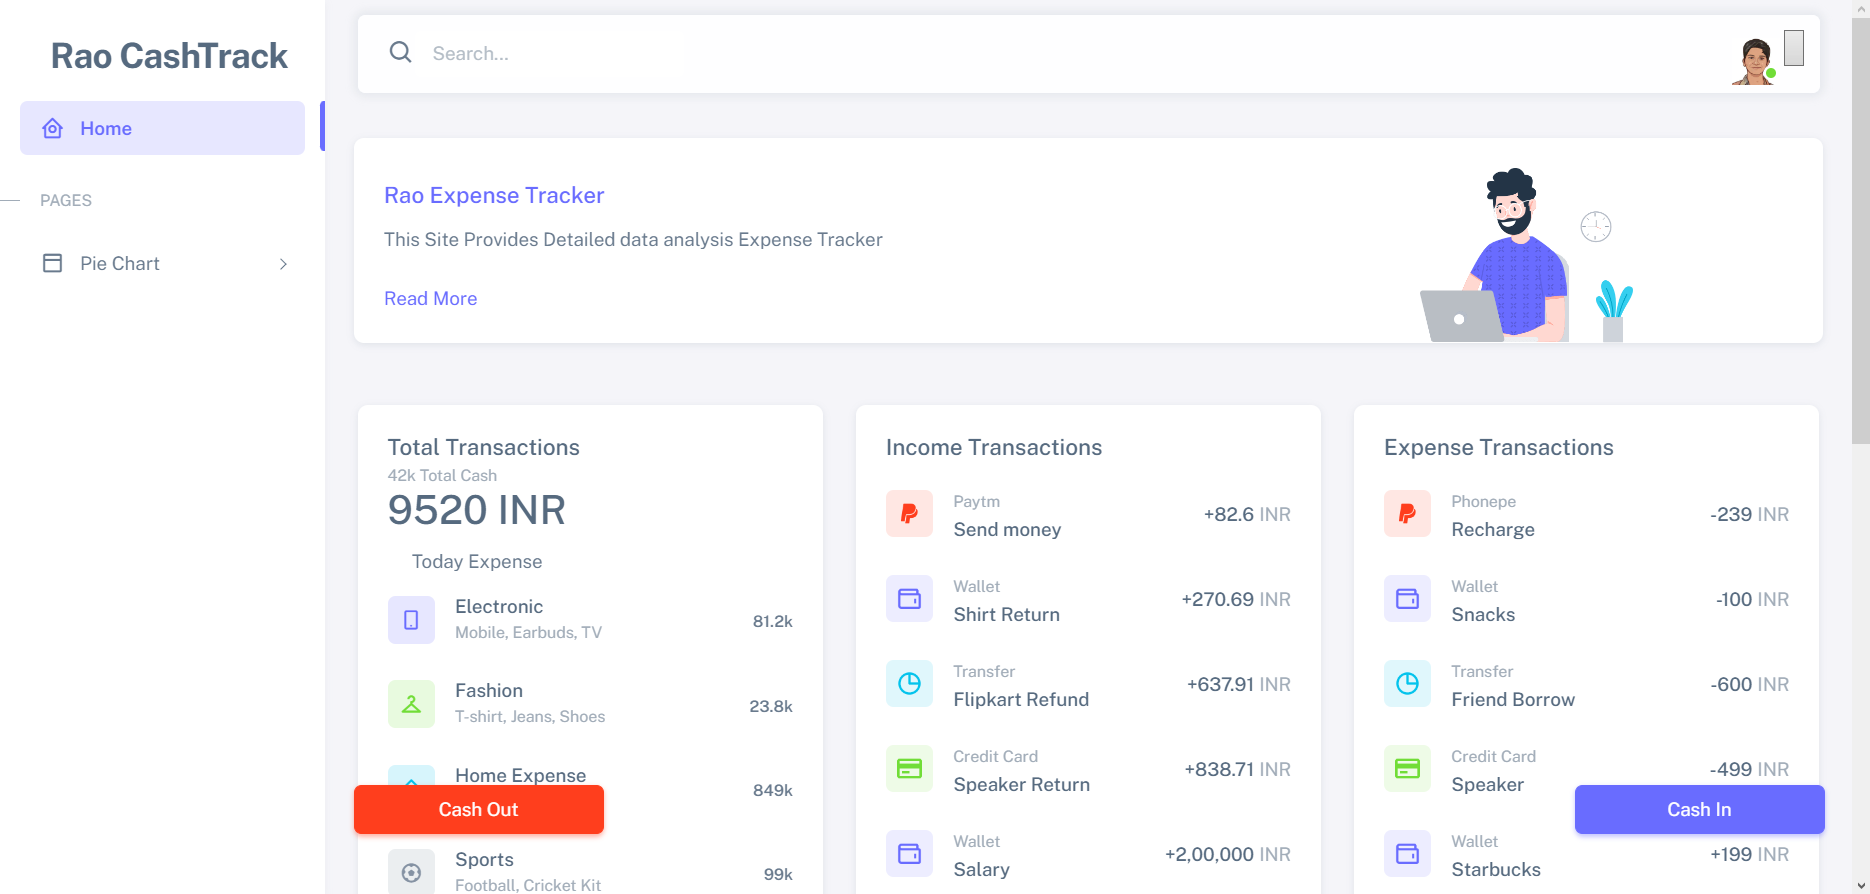 Rao CashTrack
Home
PAGES
Pie Chart
Search...
Rao Expense Tracker
This Site Provides Detailed data analysis Expense Tracker
Read More
Total Transactions
42k Total Cash
9520 INR
Today Expense
Electronic
Mobile, Earbuds, TV
81.2k
Fashion
T-shirt, Jeans, Shoes
23.8k
Home Expense
849k
Cash Out
Sports
Football, Cricket Kit
99k
Income Transactions
Paytm
Send money
+82.6 INR
Wallet
Shirt Return
+270.69 INR
Transfer
Flipkart Refund
+637.91 INR
Credit Card
Speaker Return
+838.71 INR
Wallet
Salary
+2,00,000 INR
Expense Transactions
Phonepe
Recharge
-239 INR
Wallet
Snacks
-100 INR
Transfer
Friend Borrow
-600 INR
Credit Card
Speaker
-499 INR
Cash In
Wallet
Starbucks
+199 INR